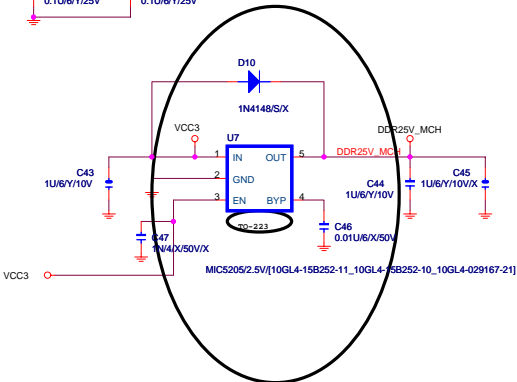 0.1U/6/Y/25V 0.1U/6/Y/25V
D10
1N4148/S/X
VCC3
U7
DDR25V_MCH
1 IN OUT 5
DDR25V_MCH
2 GND
3 EN BYP 4
C43
1U/6/Y/10V
C44
1U/6/Y/10V
C45
1U/6/Y/10V/X
TO-223
C46
0.01U/6/X/50V
C47
1N/4/X/50V/X
MIC5205/2.5V/[10GL4-15B252-11_10GL4-15B252-10_10GL4-029167-21]
VCC3